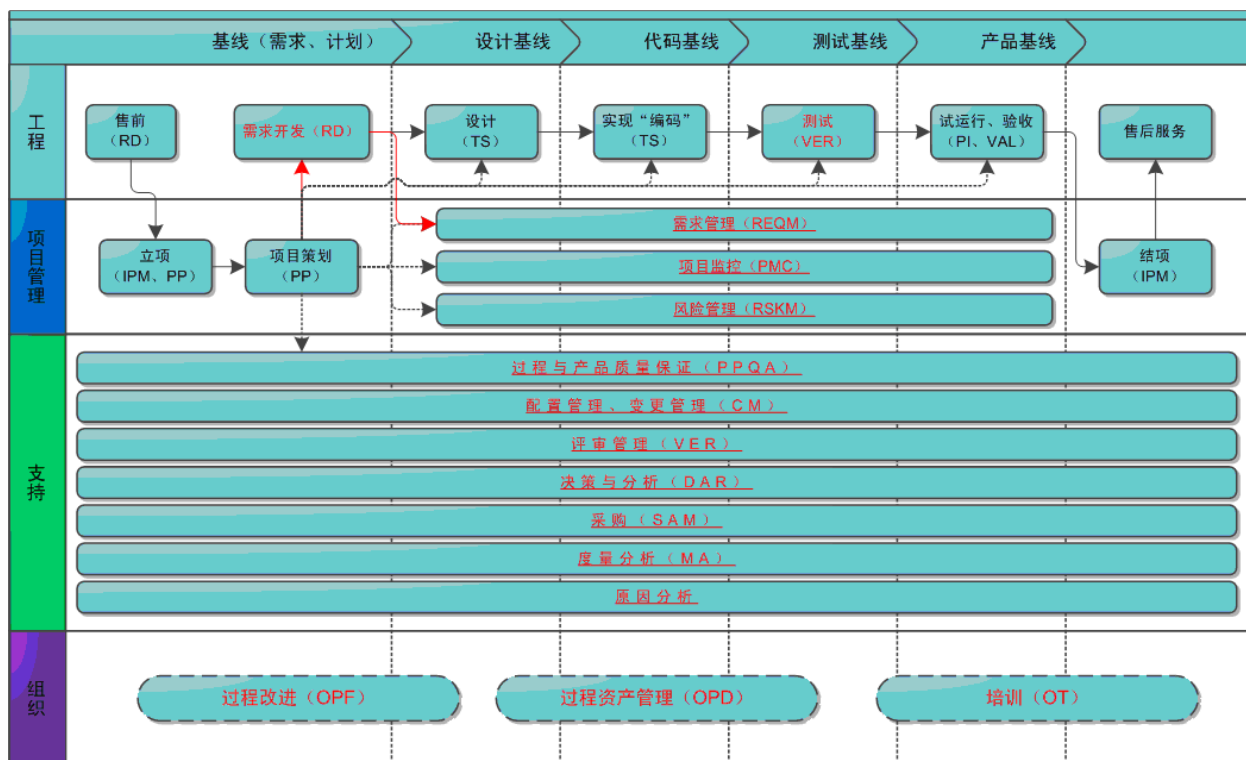 基线（需求、计划）
设计基线
代码基线
测试基线
产品基线
工程
售前
（RD）
需求开发（RD）
设计
（TS）
实现“编码”
（TS）
测试
（VER）
试运行、验收
（PI、VAL）
售后服务
项目管理
立项
（IPM、PP）
项目策划
（PP）
需求管理（REQM）
项目监控（PMC）
风险管理（RSKM）
结项
（IPM）
支持
过程与产品质量保证（PPQA）
配置管理、变更管理（CM）
评审管理（VER）
决策与分析（DAR）
采购（SAM）
度量分析（MA）
原因分析
组织
过程改进（OPF）
过程资产管理（OPD）
培训（OT）